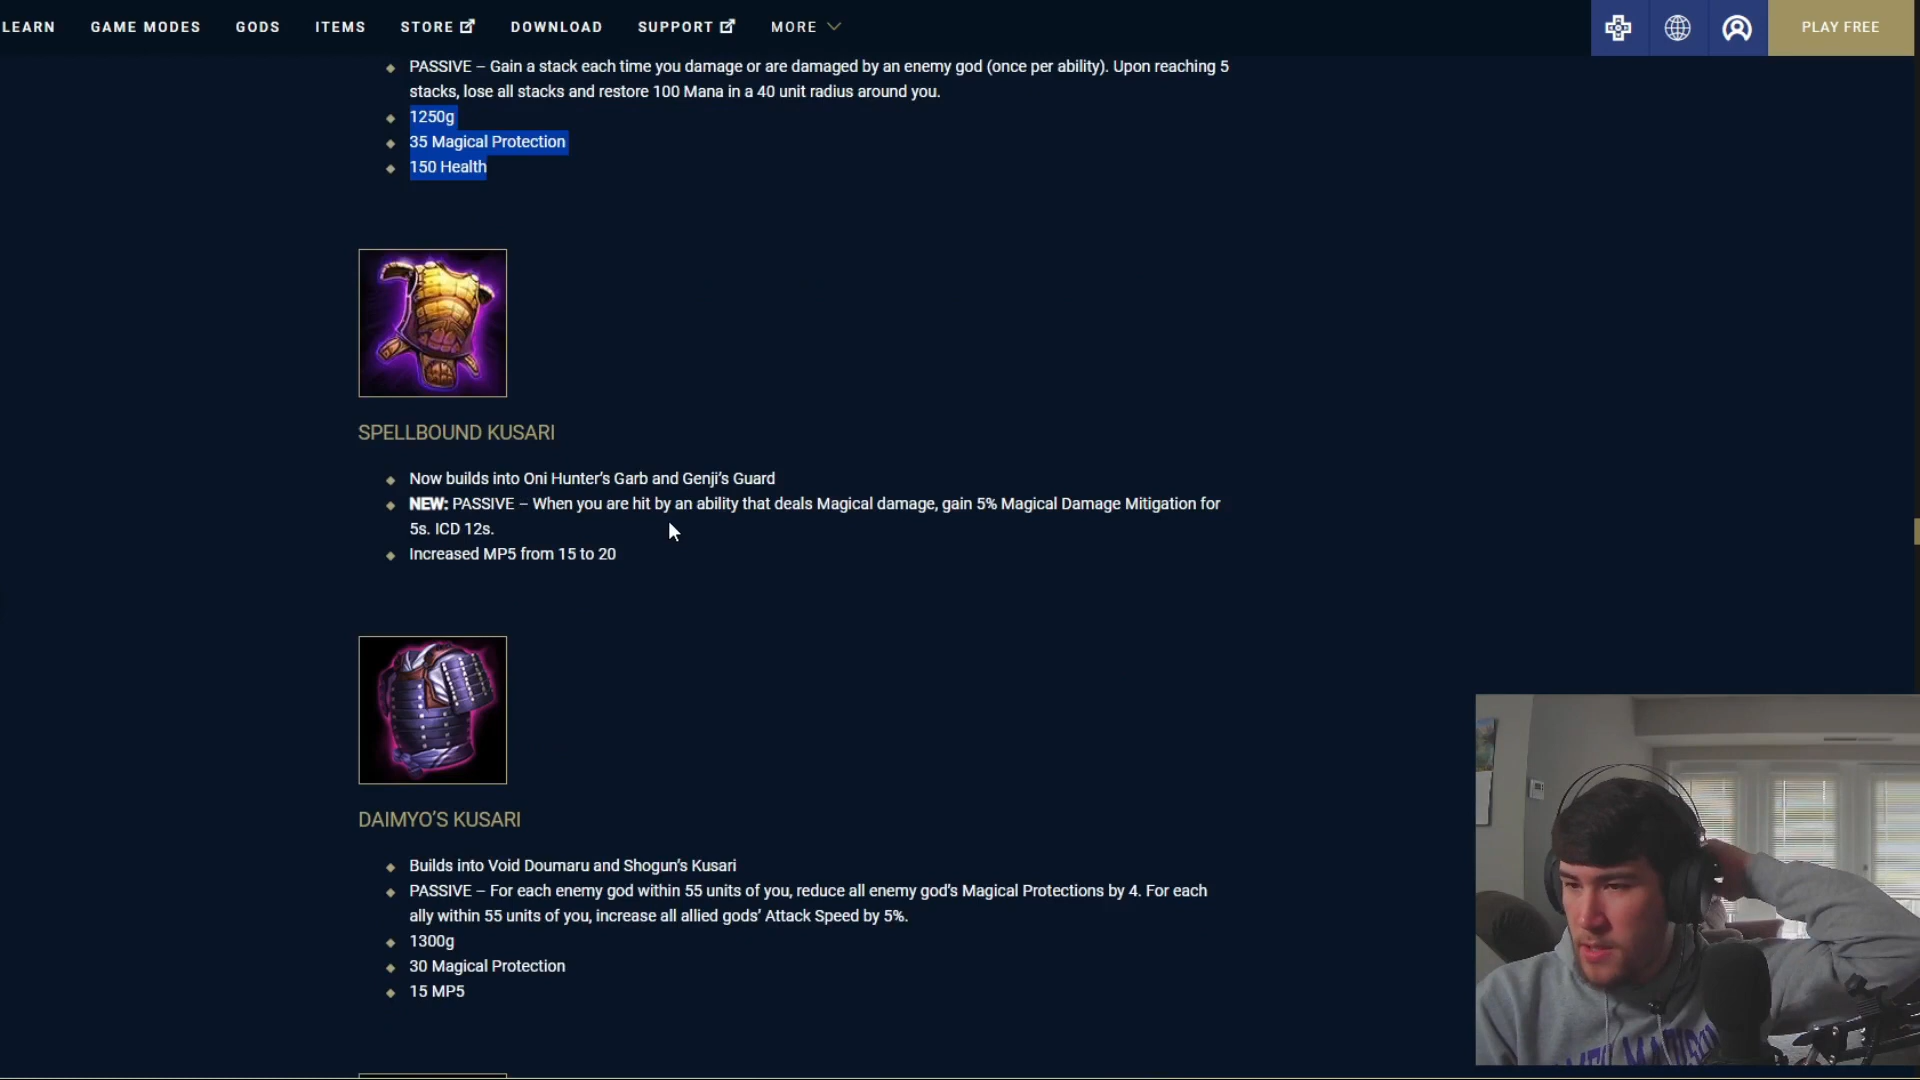 LEARN GAME MODES GODS ITEMS STORE DOWNLOAD SUPPORT MORE PLAY FREE
PASSIVE – Gain a stack each time you damage or are damaged by an enemy god (once per ability). Upon reaching 5
stacks, lose all stacks and restore 100 Mana in a 40 unit radius around you.
1250g
35 Magical Protection
150 Health
SPELLBOUND KUSARI
Now builds into Oni Hunter’s Garb and Genji’s Guard
NEW: PASSIVE – When you are hit by an ability that deals Magical damage, gain 5% Magical Damage Mitigation for
5s. ICD 12s.
Increased MP5 from 15 to 20
DAIMYO’S KUSARI
Builds into Void Doumaru and Shogun’s Kusari
PASSIVE – For each enemy god within 55 units of you, reduce all enemy god’s Magical Protections by 4. For each
ally within 55 units of you, increase all allied gods’ Attack Speed by 5%.
1300g
30 Magical Protection
15 MP5